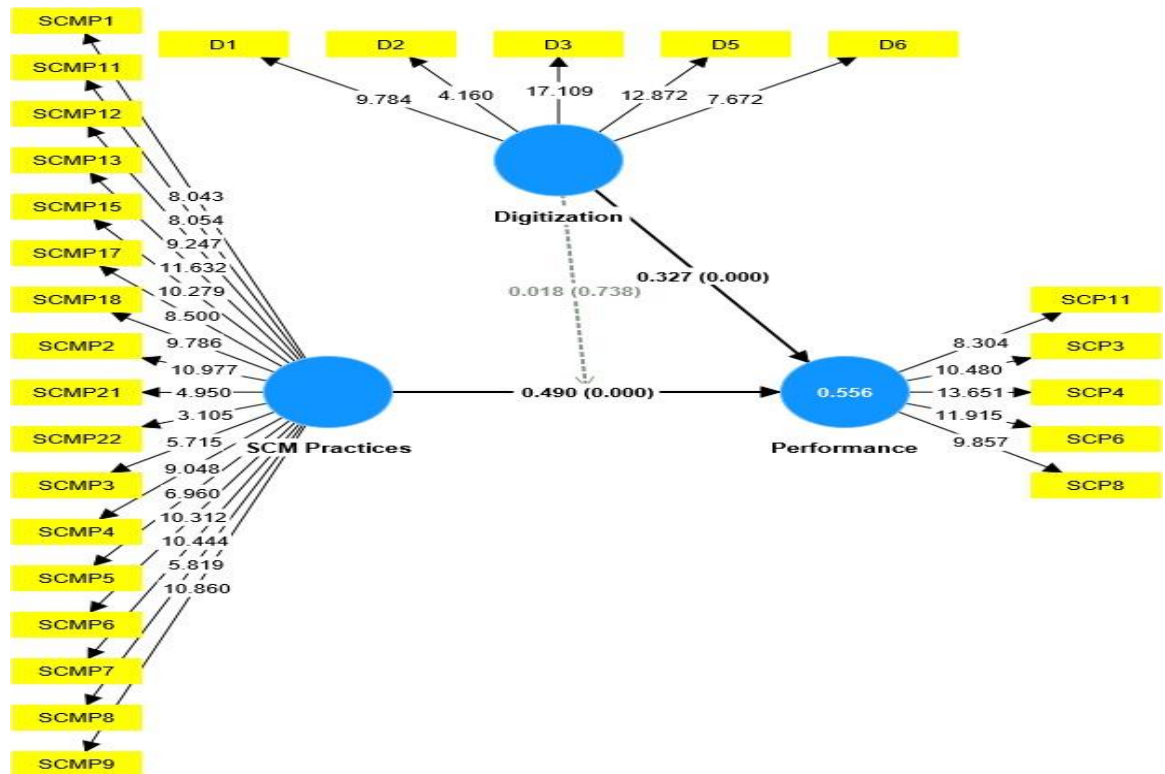 SCMP1
SCMP11
SCMP12
SCMP13
SCMP15
SCMP17
SCMP18
SCMP2
SCMP21
SCMP22
SCMP3
SCMP4
SCMP5
SCMP6
SCMP7
SCMP8
SCMP9
8.043
8.054
9.247
11.632
10.279
8.500
9.786
10.977
4.950
3.105
5.715
9.048
6.960
10.312
10.444
5.819
10.860
SCM Practices
D1
D2
D3
D5
D6
9.784
4.160
17.109
12.872
7.672
Digitization
0.327 (0.000)
0.018 (0.738)
0.490 (0.000)
0.556
Performance
8.304
10.480
13.651
11.915
9.857
SCP11
SCP3
SCP4
SCP6
SCP8